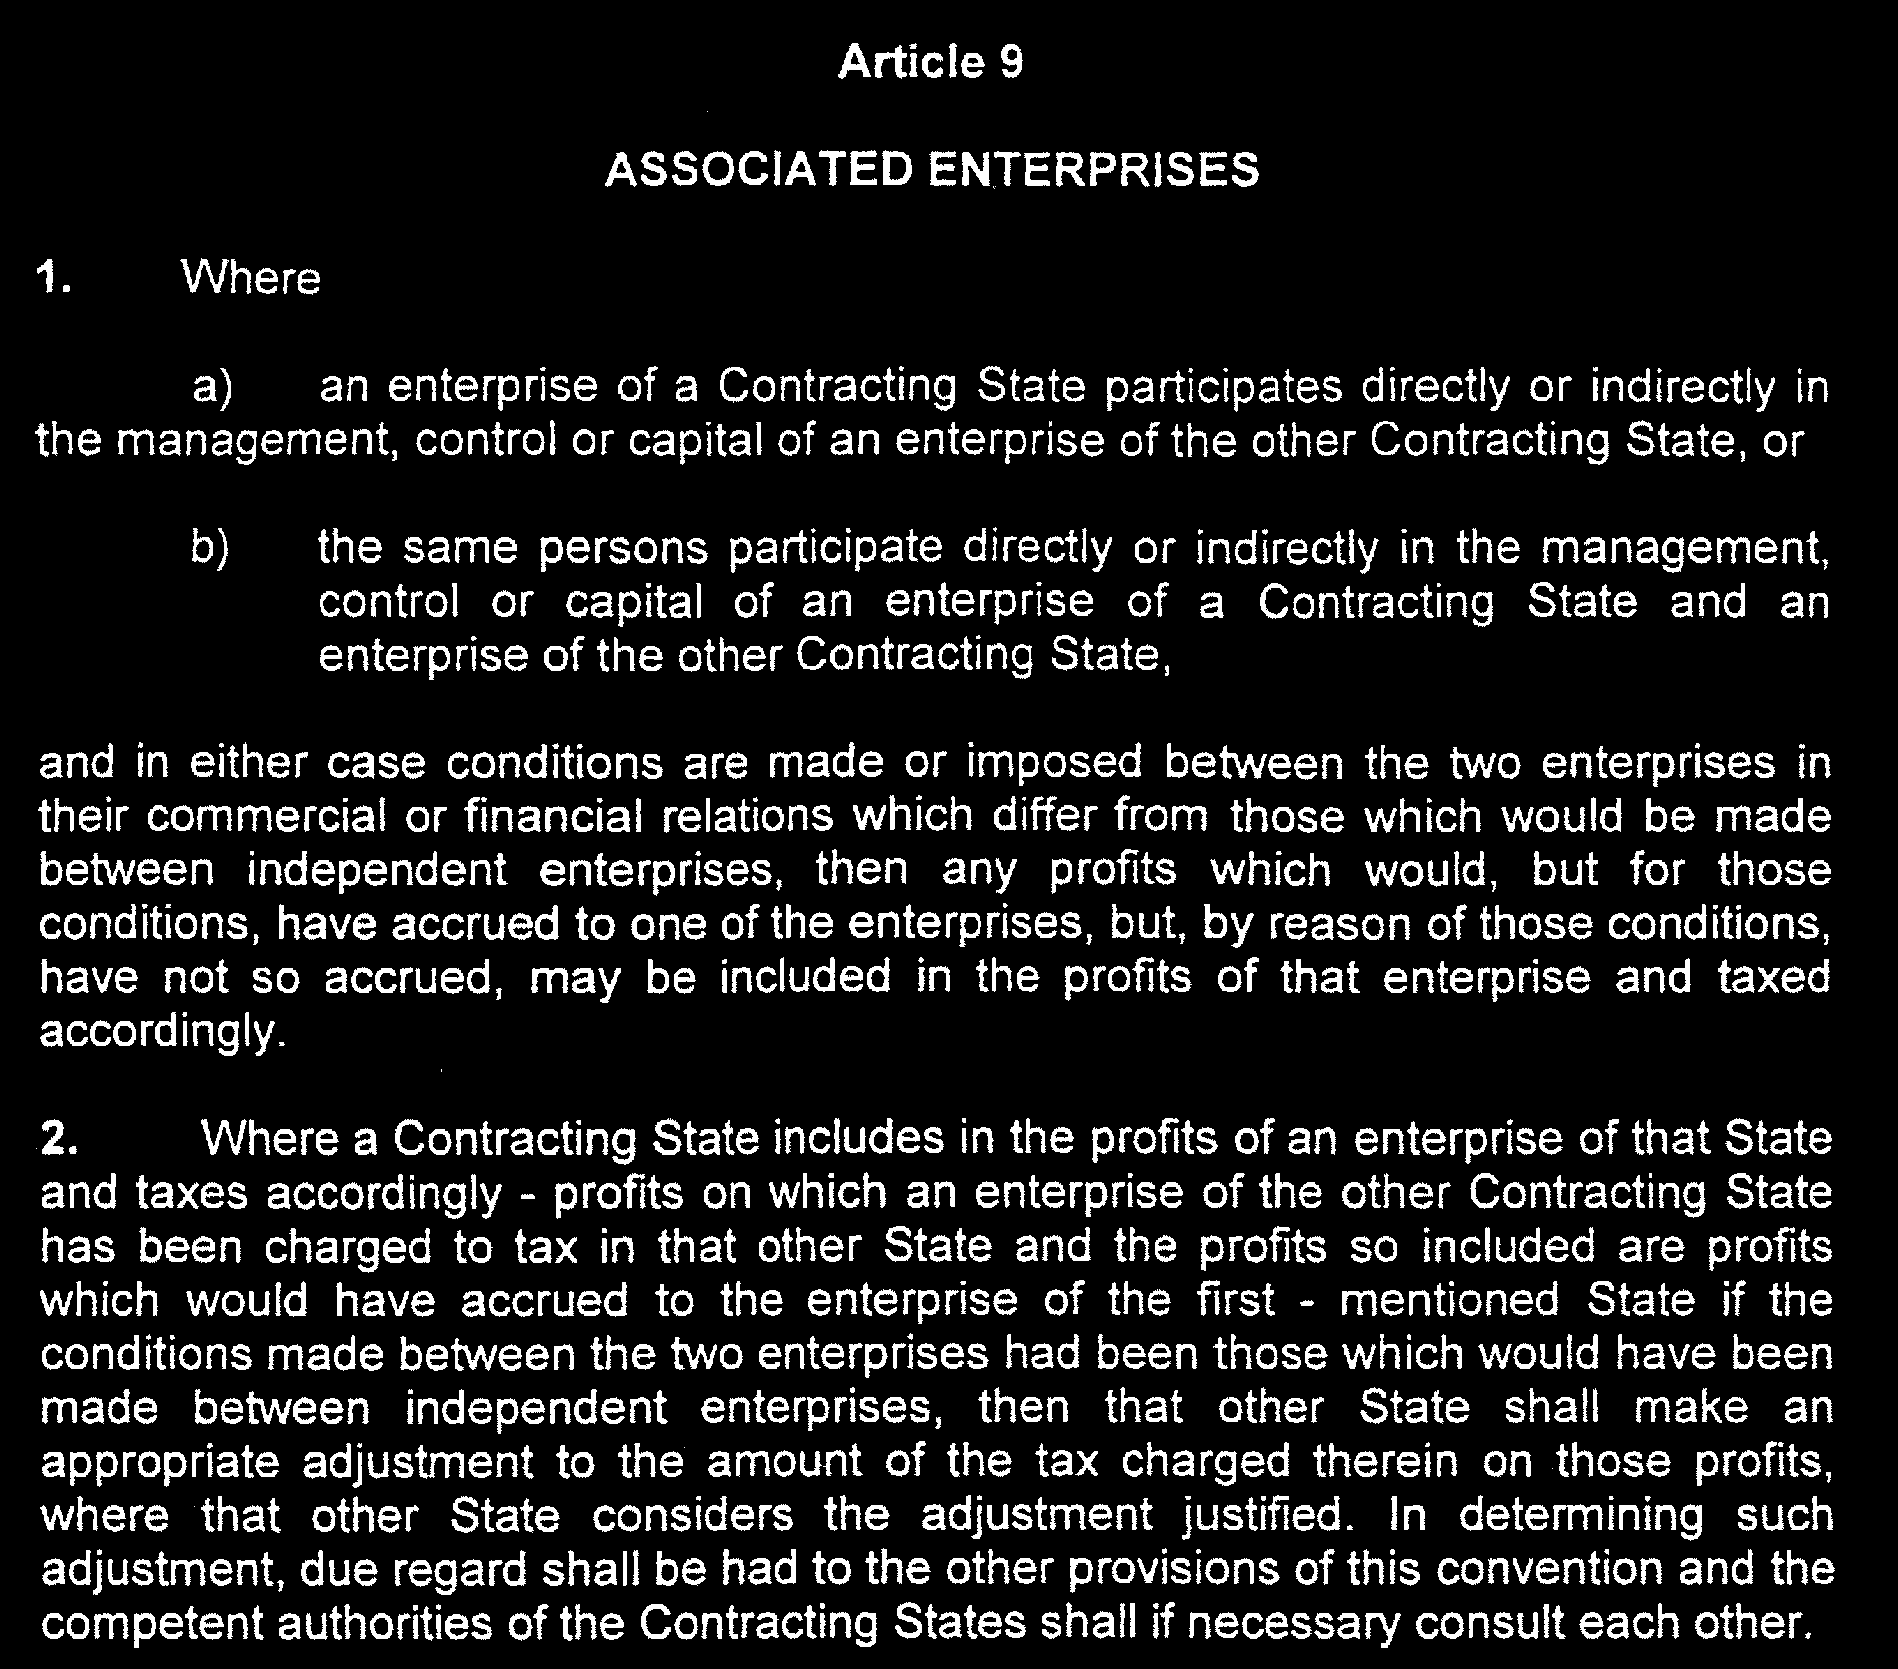 Article 9
ASSOCIATED ENTERPRISES
1. Where
a) an enterprise of a Contracting State participates directly or indirectly in
the management, control or capital of an enterprise of the other Contracting State, or
b) the same persons participate directly or indirectly in the management,
control or capital of an enterprise of a Contracting State and an
enterprise of the other Contracting State,
and in either case conditions are made or imposed between the two enterprises in
their commercial or financial relations which differ from those which would be made
between independent enterprises, then any profits which would, but for those
conditions, have accrued to one of the enterprises, but, by reason of those conditions,
have not so accrued, may be included in the profits of that enterprise and taxed
accordingly.
2. Where a Contracting State includes in the profits of an enterprise of that State
and taxes accordingly - profits on which an enterprise of the other Contracting State
has been charged to tax in that other State and the profits so included are profits
which would have accrued to the enterprise of the first - mentioned State if the
conditions made between the two enterprises had been those which would have been
made between independent enterprises, then that other State shall make an
appropriate adjustment to the amount of the tax charged therein on those profits,
where that other State considers the adjustment justified. In determining such
adjustment, due regard shall be had to the other provisions of this convention and the
competent authorities of the Contracting States shall if necessary consult each other.